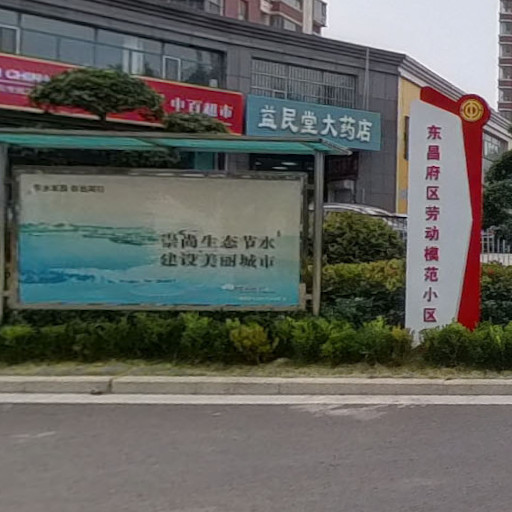 中百超市
益民堂大药店
崇尚生态节水
建设美丽城市
东昌府区劳动模范小区